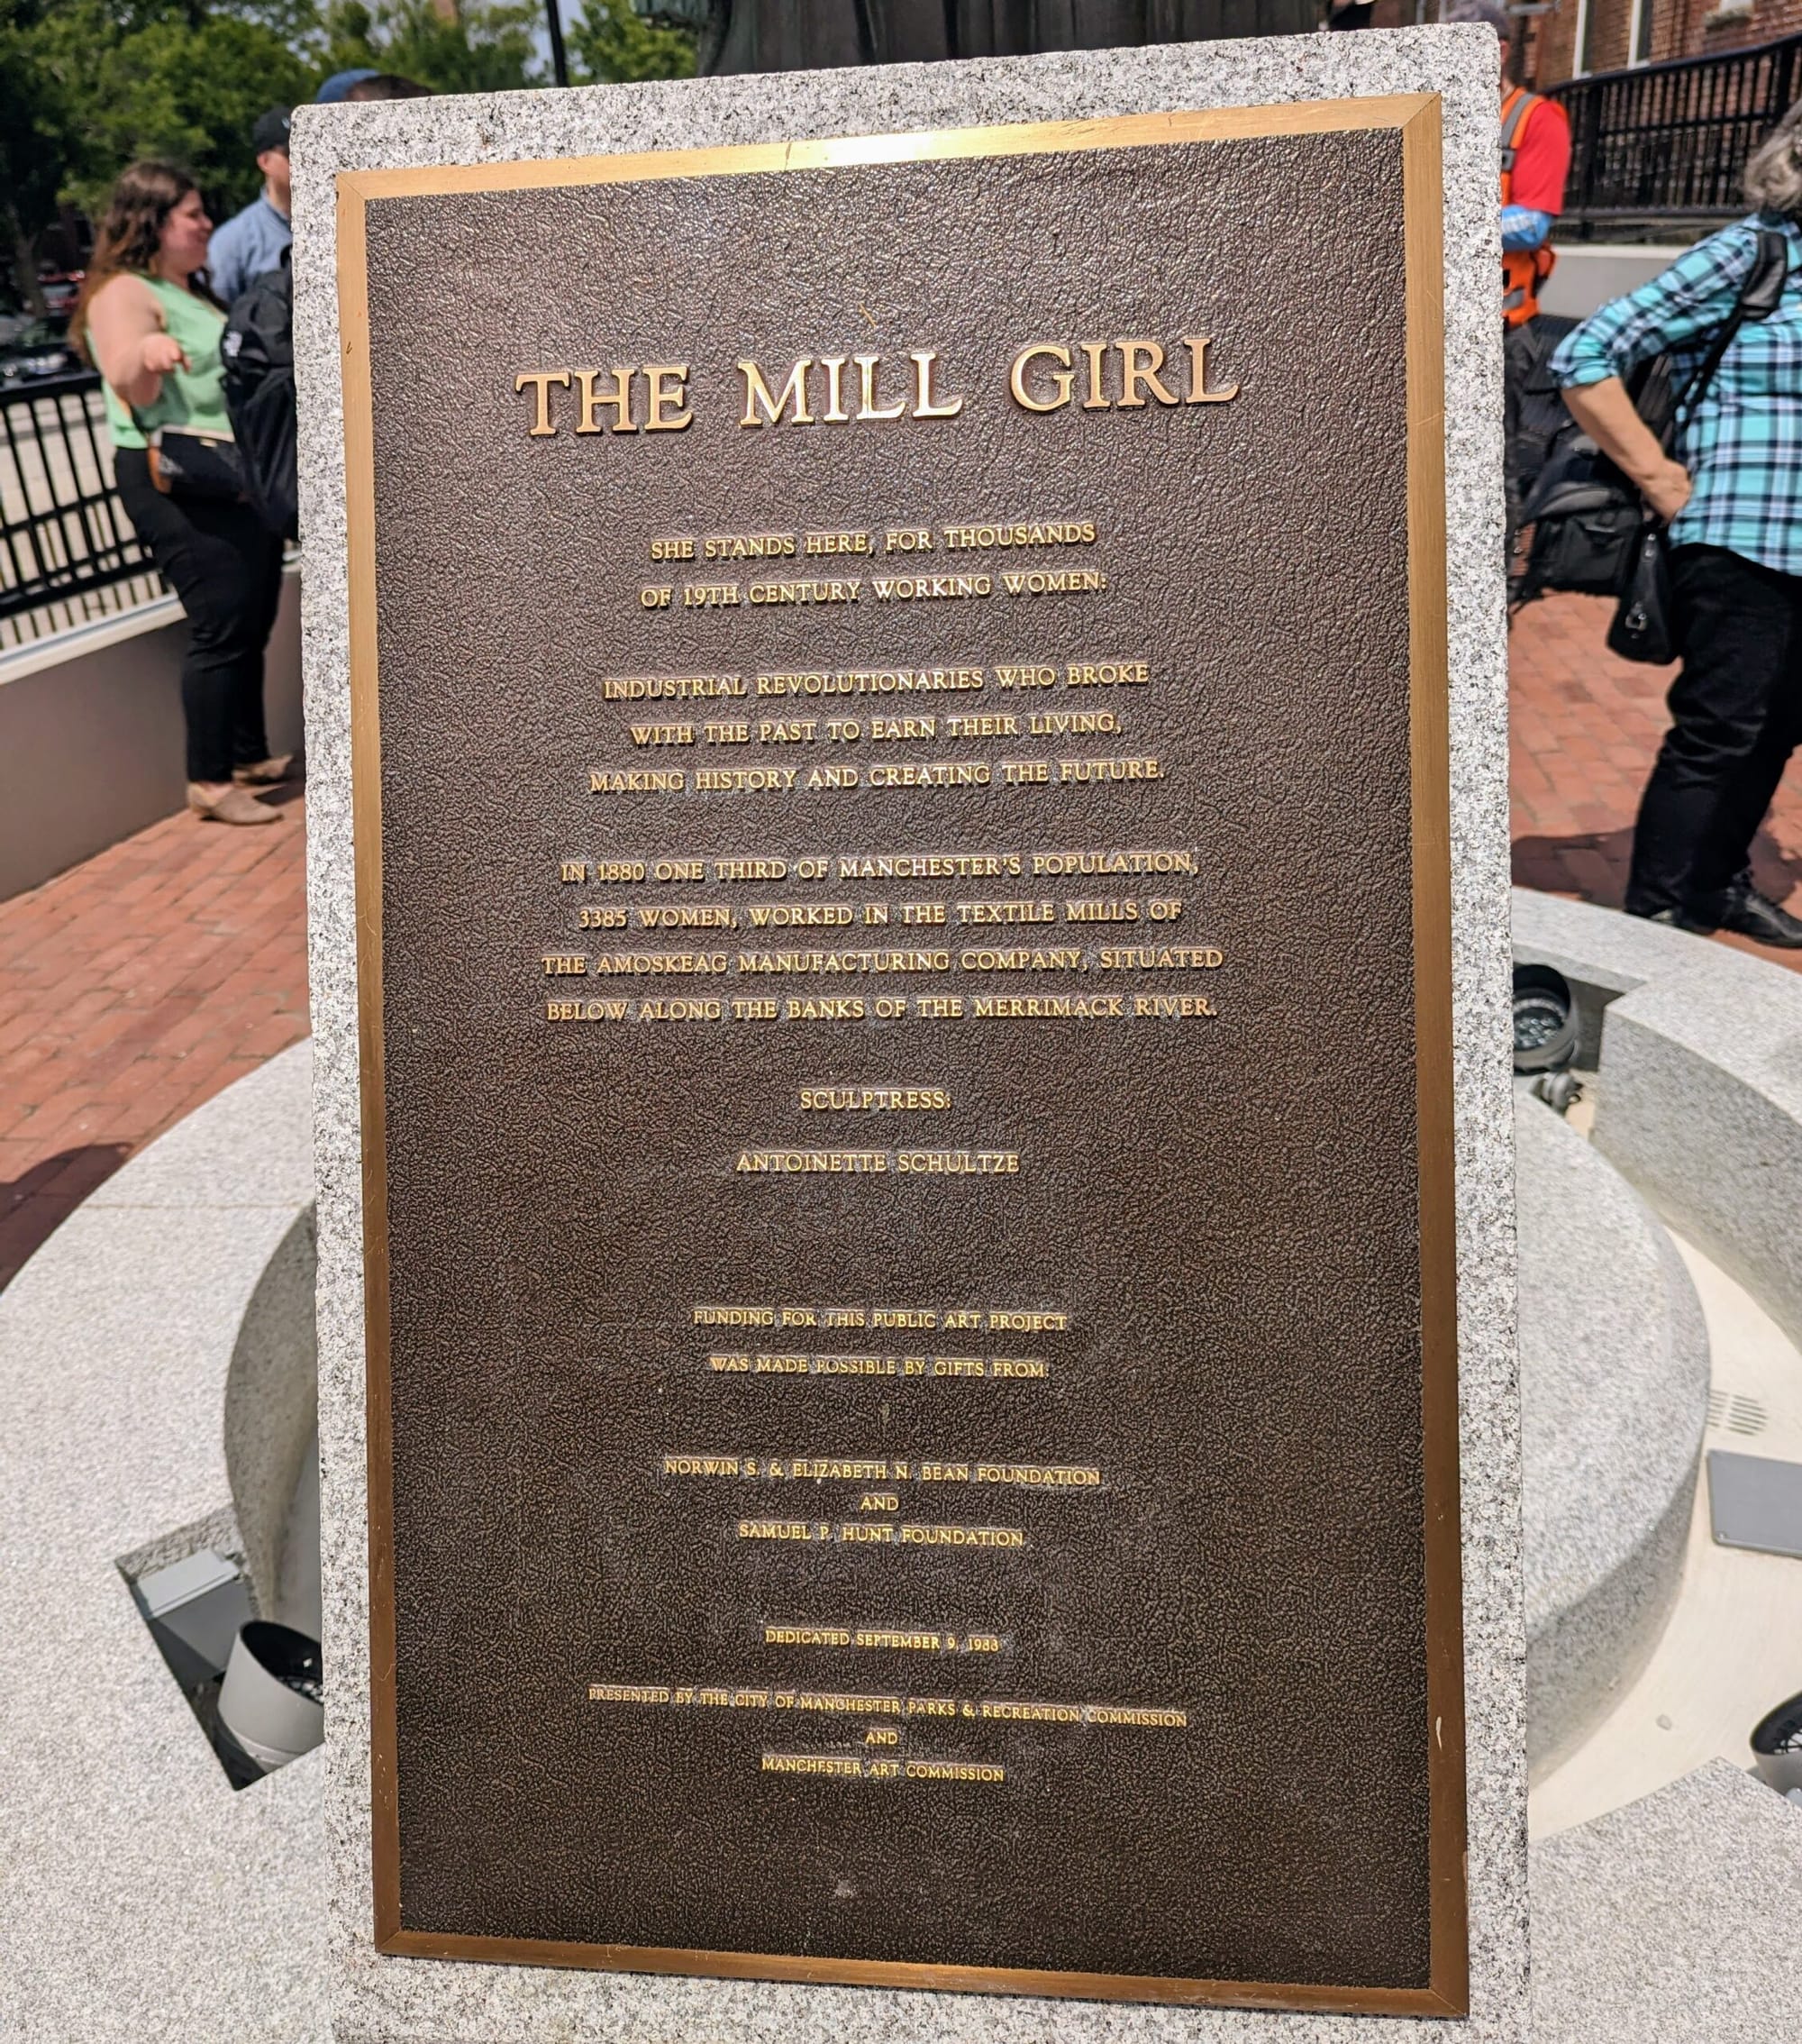 THE MILL GIRL
SHE STANDS HERE, FOR THOUSANDS
OF 19TH CENTURY WORKING WOMEN:
INDUSTRIAL REVOLUTIONARIES WHO BROKE
WITH THE PAST TO EARN THEIR LIVING,
MAKING HISTORY AND CREATING THE FUTURE.
IN 1880 ONE THIRD OF MANCHESTER'S POPULATION,
3385 WOMEN, WORKED IN THE TEXTILE MILLS OF
THE AMOSKEAG MANUFACTURING COMPANY, SITUATED
BELOW ALONG THE BANKS OF THE MERRIMACK RIVER.
SCULPTRESS:
ANTOINETTE SCHULTZE
FUNDING FOR THIS PUBLIC ART PROJECT
WAS MADE POSSIBLE BY GIFTS FROM:
NORWIN S. & ELIZABETH N. BEAN FOUNDATION
AND
SAMUEL P. HUNT FOUNDATION
DEDICATED SEPTEMBER 9, 1988
PRESENTED BY THE CITY OF MANCHESTER PARKS & RECREATION COMMISSION
AND
MANCHESTER ART COMMISSION